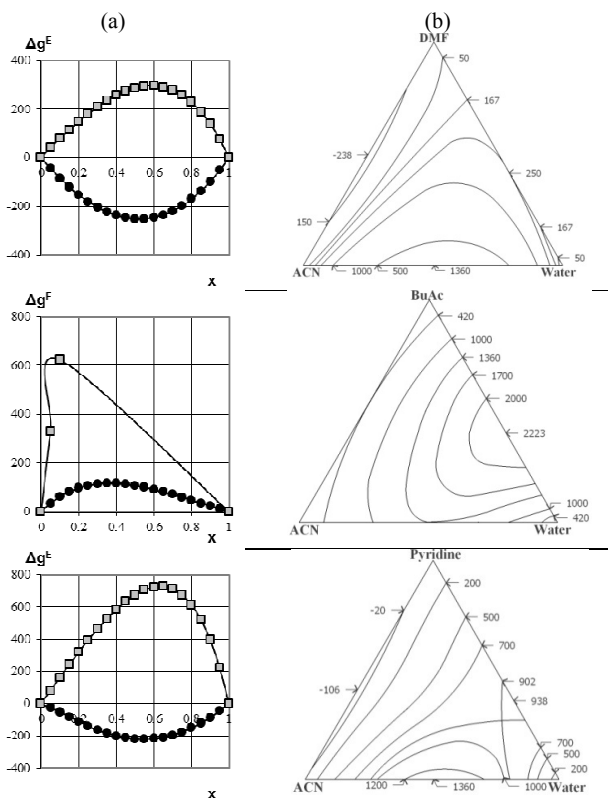 (a)
(b)
Δg^E
400
200
0
-200
-400
0 0.2 0.4 0.6 0.8 1
x
DMF
50
167
-238
250
150
167
50
ACN
1000
500
1360
Water
Δg^E
800
600
400
200
0
0 0.2 0.4 0.6 0.8 1
x
BuAc
420
1000
1360
1700
2000
2223
1000
420
ACN
Water
Δg^E
800
600
400
200
0
-200
-400
0 0.2 0.4 0.6 0.8 1
x
Pyridine
200
-20
500
700
902
-106
938
700
500
200
ACN
1200
1360
1000
Water